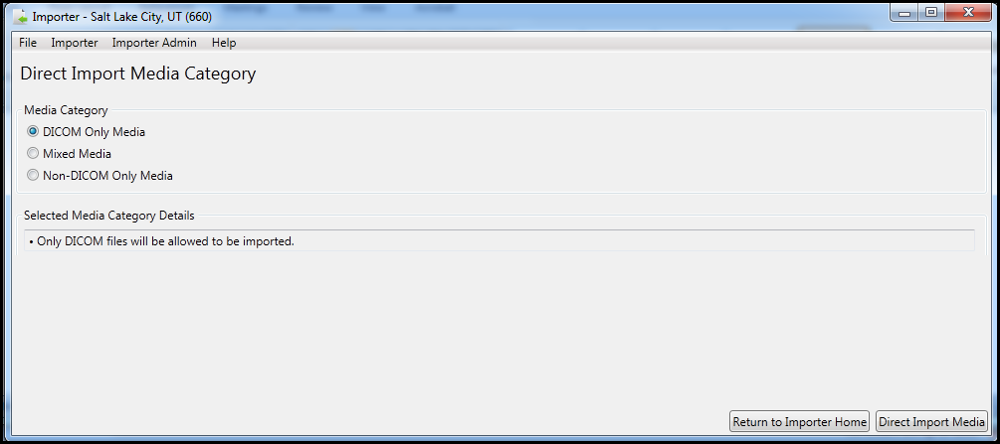 Importer - Salt Lake City, UT (660)
File Importer Importer Admin Help
Direct Import Media Category
Media Category
DICOM Only Media
Mixed Media
Non-DICOM Only Media
Selected Media Category Details
• Only DICOM files will be allowed to be imported.
Return to Importer Home Direct Import Media